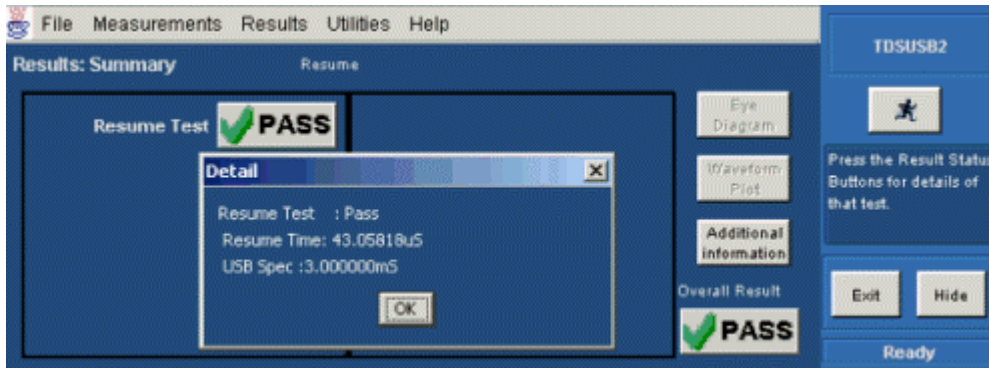 File Measurements Results Utilities Help
Results: Summary Resume
Resume Test PASS
Detail
Resume Test : Pass
Resume Time: 43.05818uS
USB Spec :3.000000mS
OK
Eye
Diagram
Waveform
Plot
Additional
information
Overall Result
PASS
TDSUSB2
Press the Result Statu
Buttons for details of
that test.
Exit Hide
Ready